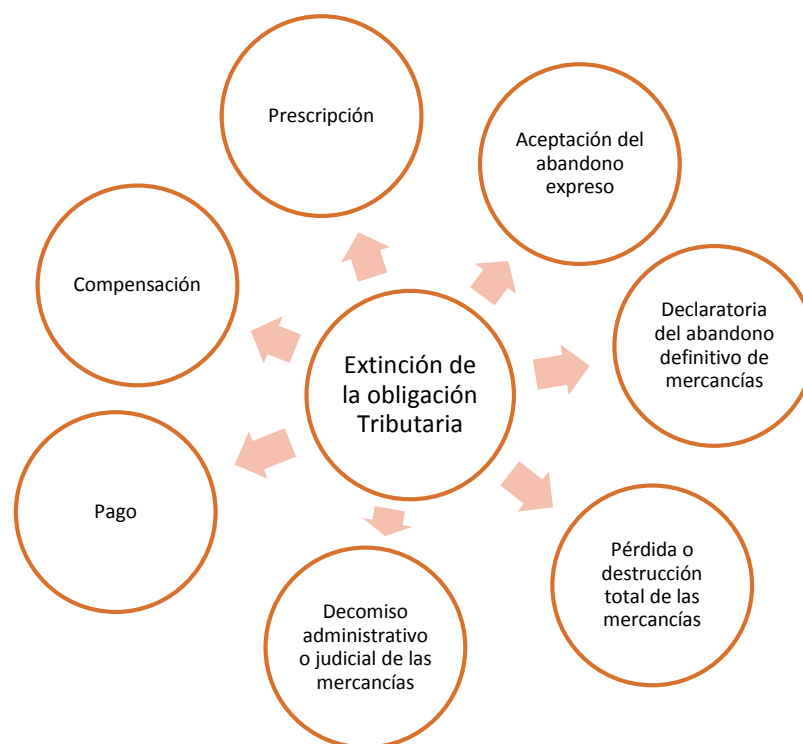 Prescripción
Aceptación del
abandono
expreso
Compensación
Declaratoria
del abandono
definitivo de
mercancías
Extinción de
la obligación
Tributaria
Pago
Pérdida o
destrucción
total de las
mercancías
Decomiso
administrativo
o judicial de las
mercancías